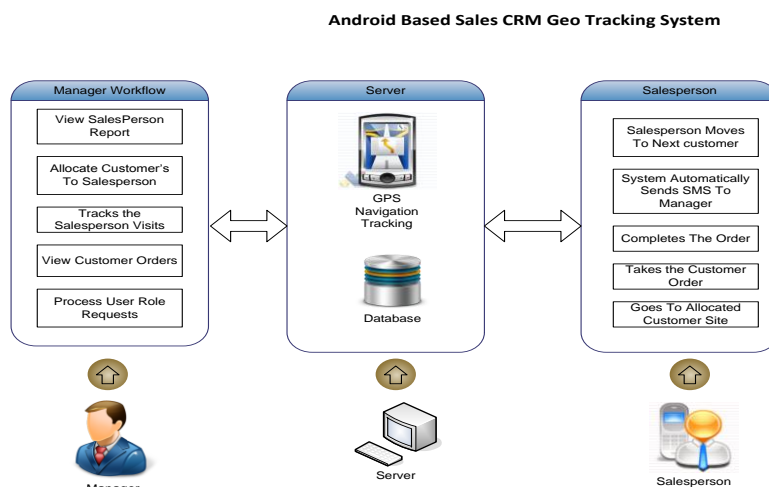 Android Based Sales CRM Geo Tracking System
Manager Workflow
View SalesPerson
Report
Allocate Customer's
To Salesperson
Tracks the
Salesperson Visits
View Customer Orders
Process User Role
Requests
Manager
Server
GPS
Navigation
Tracking
Database
Server
Salesperson
Salesperson Moves
To Next customer
System Automatically
Sends SMS To
Manager
Completes The Order
Takes the Customer
Order
Goes To Allocated
Customer Site
Salesperson